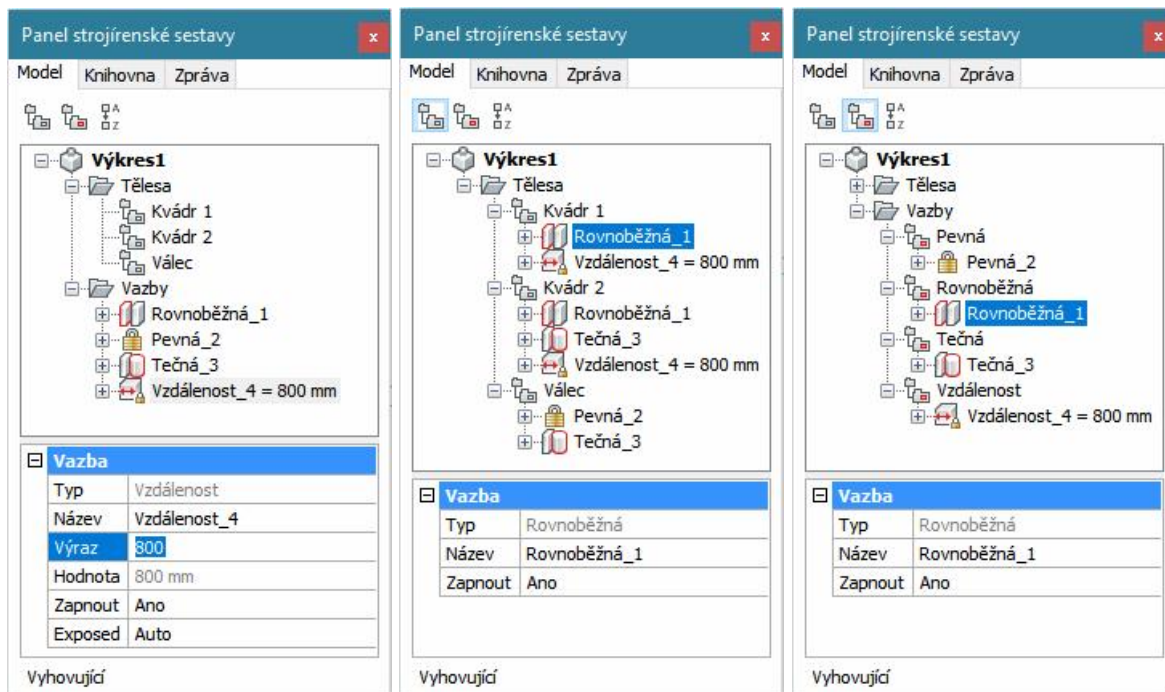 Panel strojírenské sestavy x
Model Knihovna Zpráva
A
Z
Výkres1
Tělesa
Kvádr 1
Kvádr 2
Válec
Vazby
Rovnoběžná_1
Pevná_2
Tečná_3
Vzdálenost_4 = 800 mm
Vazba
Typ Vzdálenost
Název Vzdálenost_4
Výraz 800
Hodnota 800 mm
Zapnout Ano
Exposed Auto
Vyhovující
Panel strojírenské sestavy x
Model Knihovna Zpráva
A
Z
Výkres1
Tělesa
Kvádr 1
Rovnoběžná_1
Vzdálenost_4 = 800 mm
Kvádr 2
Rovnoběžná_1
Tečná_3
Vzdálenost_4 = 800 mm
Válec
Pevná_2
Tečná_3
Vazba
Typ Rovnoběžná
Název Rovnoběžná_1
Zapnout Ano
Vyhovující
Panel strojírenské sestavy x
Model Knihovna Zpráva
A
Z
Výkres1
Tělesa
Vazby
Pevná
Pevná_2
Rovnoběžná
Rovnoběžná_1
Tečná
Tečná_3
Vzdálenost
Vzdálenost_4 = 800 mm
Vazba
Typ Rovnoběžná
Název Rovnoběžná_1
Zapnout Ano
Vyhovující